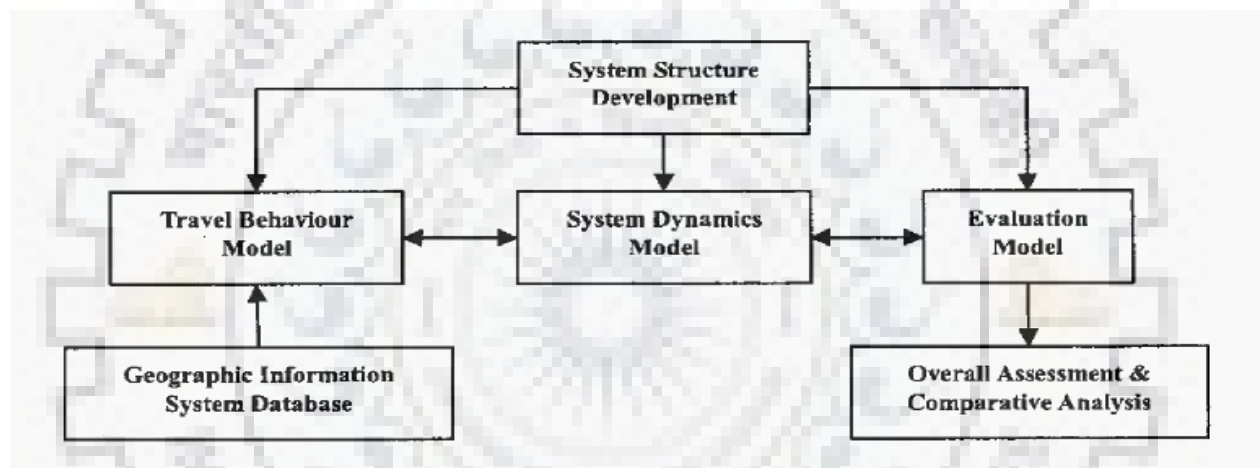 System Structure
Development
Travel Behaviour
Model
System Dynamics
Model
Evaluation
Model
Geographic Information
System Database
Overall Assessment &
Comparative Analysis